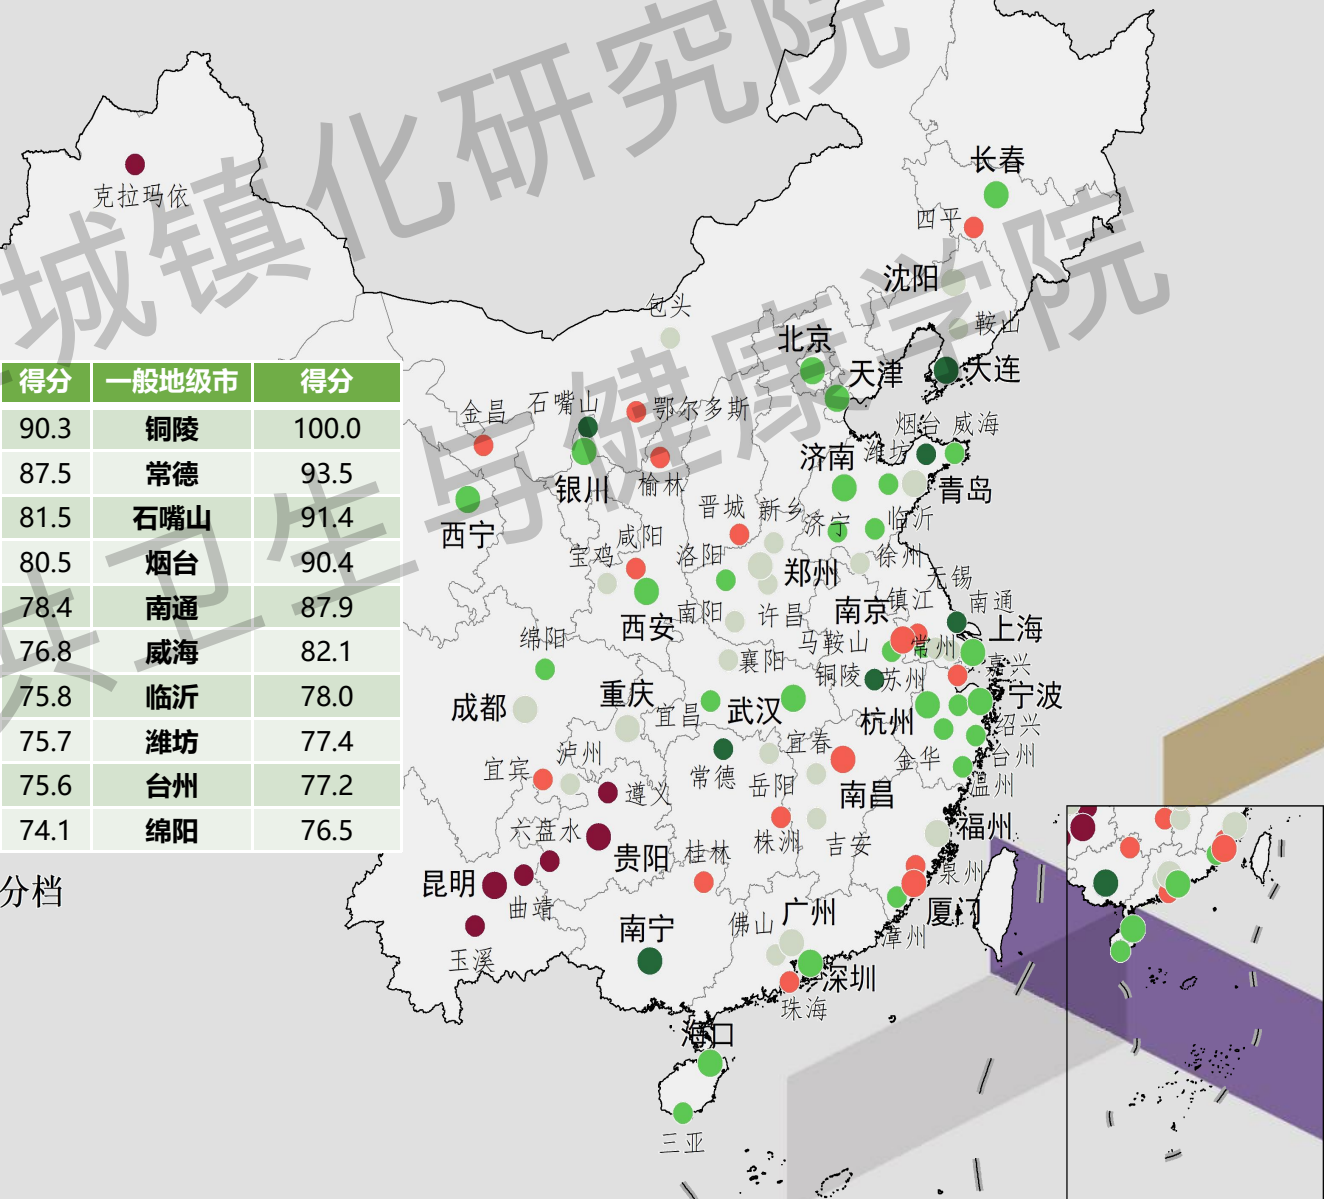 城镇化研究院
共卫生与健康学院
得分 一般地级市 得分
90.3 铜陵 100.0
87.5 常德 93.5
81.5 石嘴山 91.4
80.5 烟台 90.4
78.4 南通 87.9
76.8 威海 82.1
75.8 临沂 78.0
75.7 潍坊 77.4
75.6 台州 77.2
74.1 绵阳 76.5
分档
克拉玛依
长春
四平
沈阳
包头
鞍山
北京
天津
大连
金昌
石嘴山
鄂尔多斯
烟台
威海
潍坊
济南
银川
榆林
青岛
晋城
新乡
济宁
临沂
西宁
咸阳
宝鸡
洛阳
郑州
徐州
无锡
南京
镇江
南通
西安
南阳
许昌
上海
绵阳
马鞍山
常州
襄阳
嘉兴
铜陵
苏州
成都
重庆
宜昌
武汉
杭州
宁波
绍兴
泸州
宜春
金华
台州
宜宾
常德
岳阳
温州
遵义
南昌
六盘水
株洲
吉安
福州
贵阳
桂林
泉州
昆明
曲靖
佛山
广州
厦门
南宁
漳州
玉溪
深圳
珠海
海口
三亚